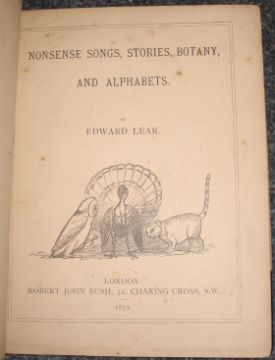 NONSENSE SONGS, STORIES, BOTANY,
AND ALPHABETS.
BY
EDWARD LEAR.
LONDON:
ROBERT JOHN BUSH, 32, CHARING CROSS, S.W.
1871.